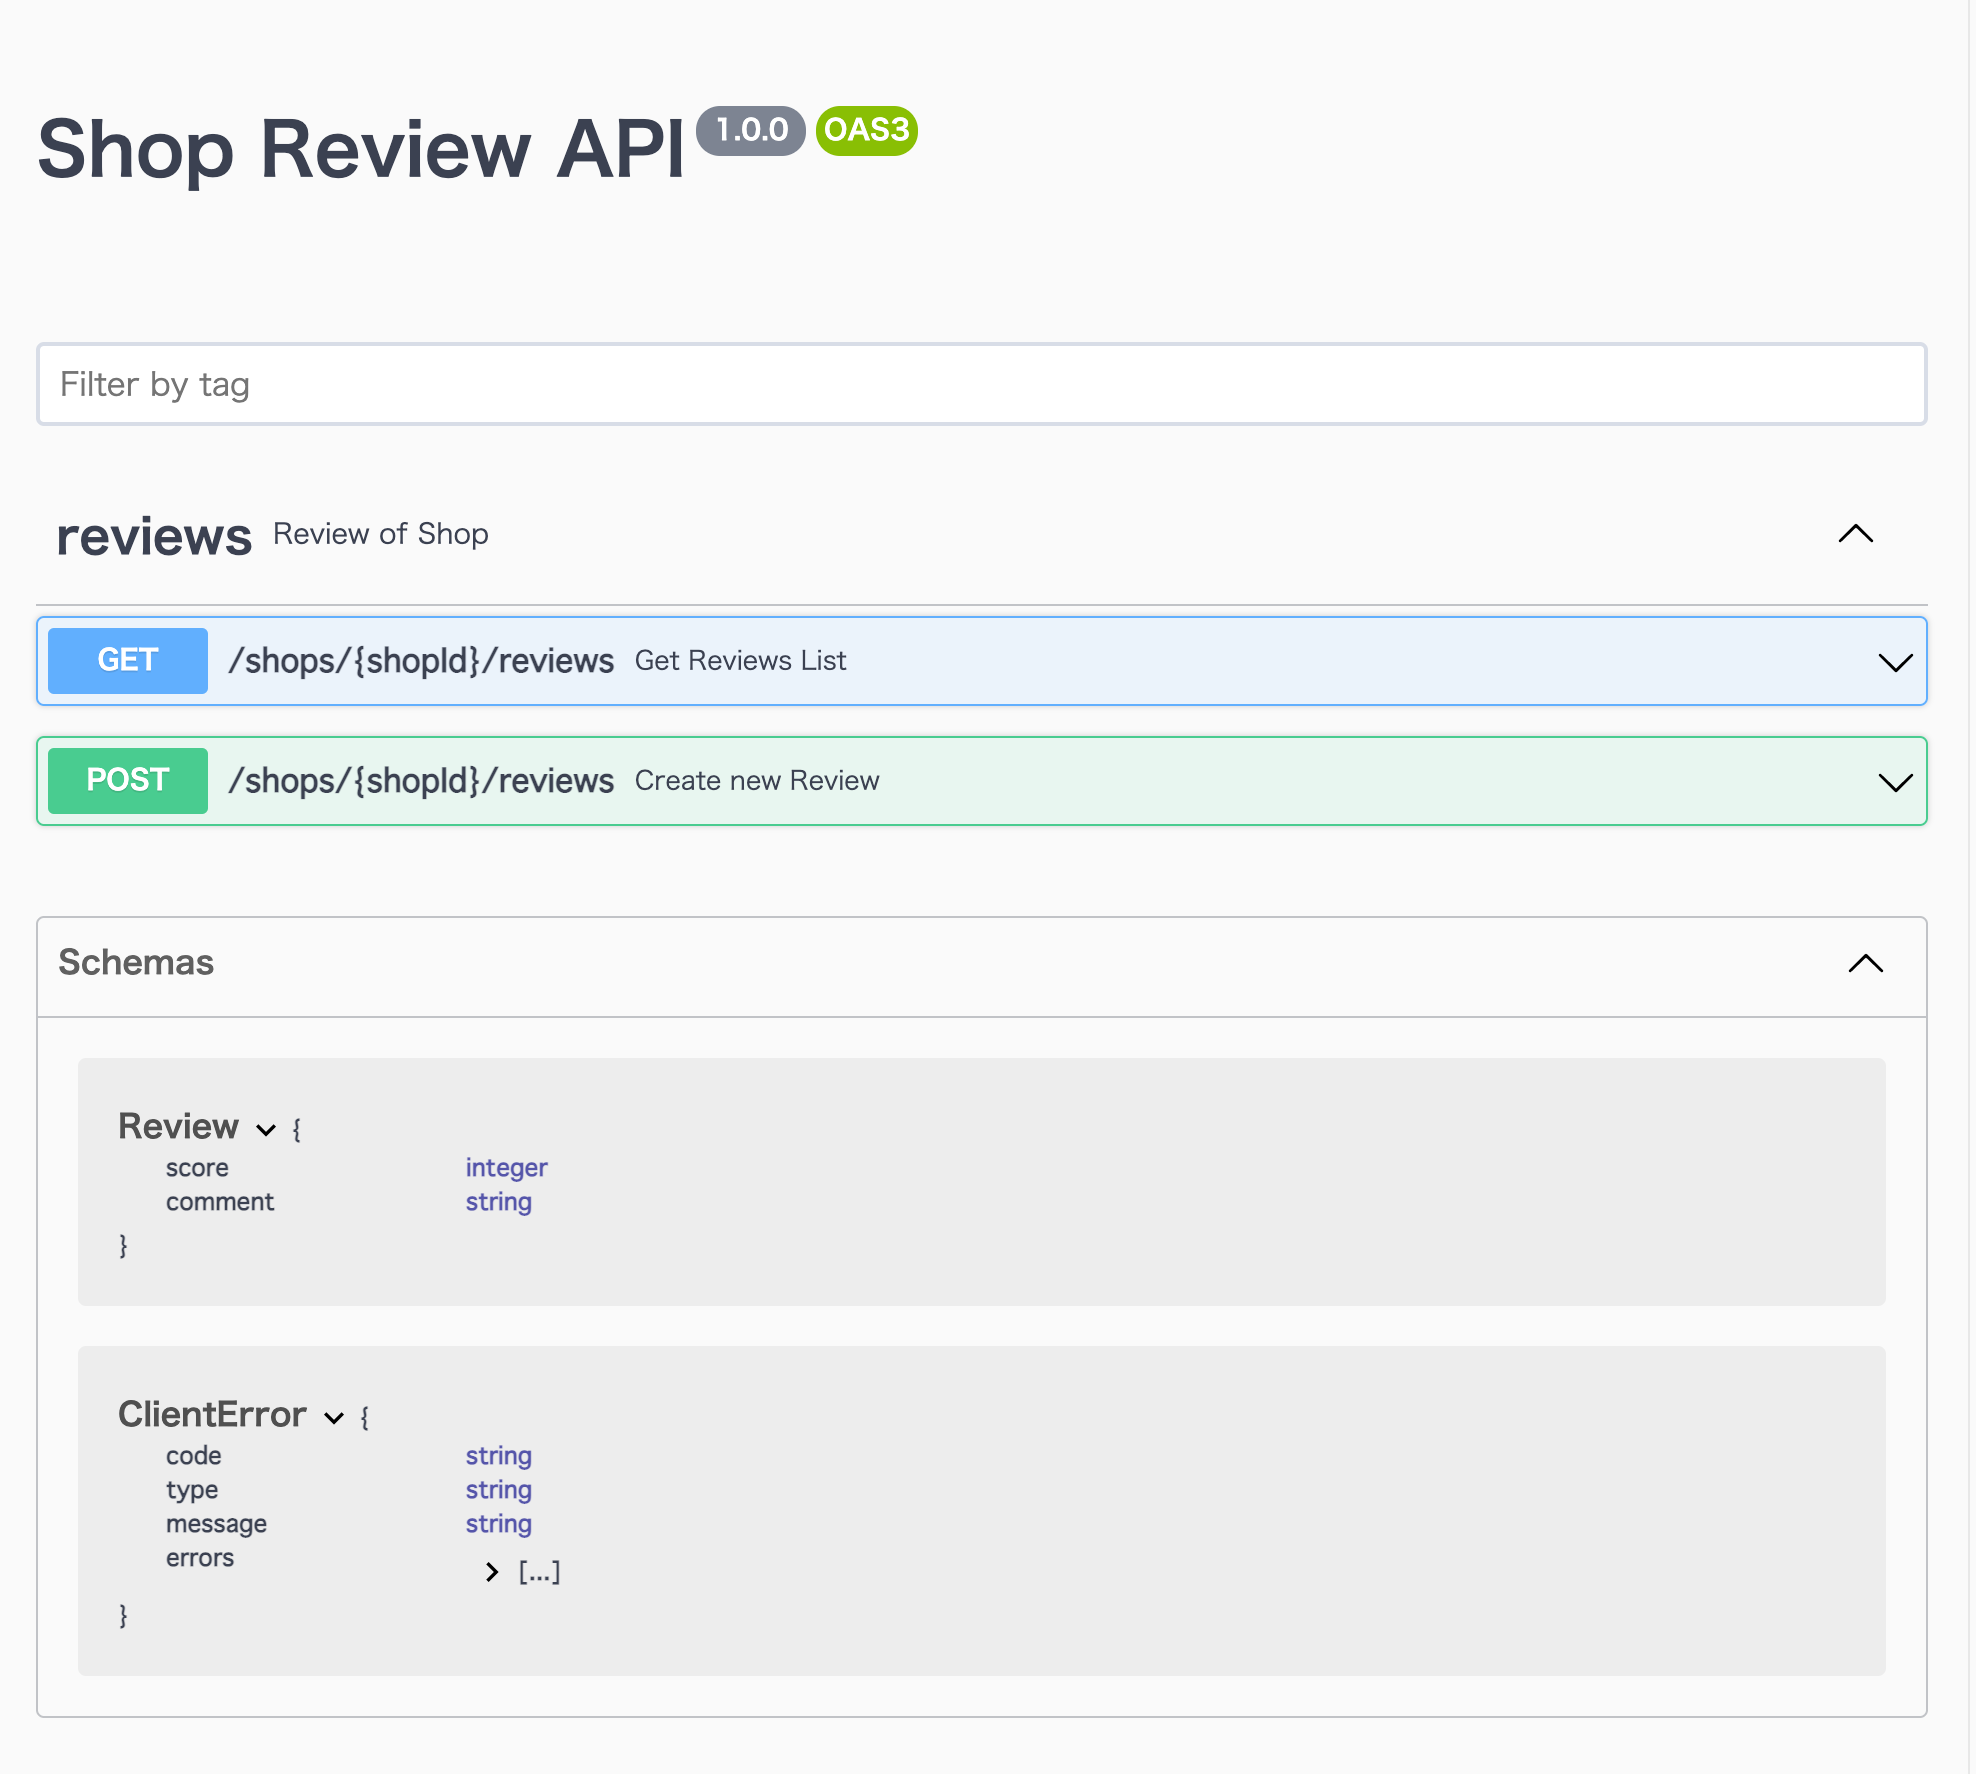 Shop Review API 1.0.0 OAS3
Filter by tag
reviews Review of Shop
GET /shops/{shopId}/reviews Get Reviews List
POST /shops/{shopId}/reviews Create new Review
Schemas
Review {
score integer
comment string
}
ClientError {
code string
type string
message string
errors [...]
}